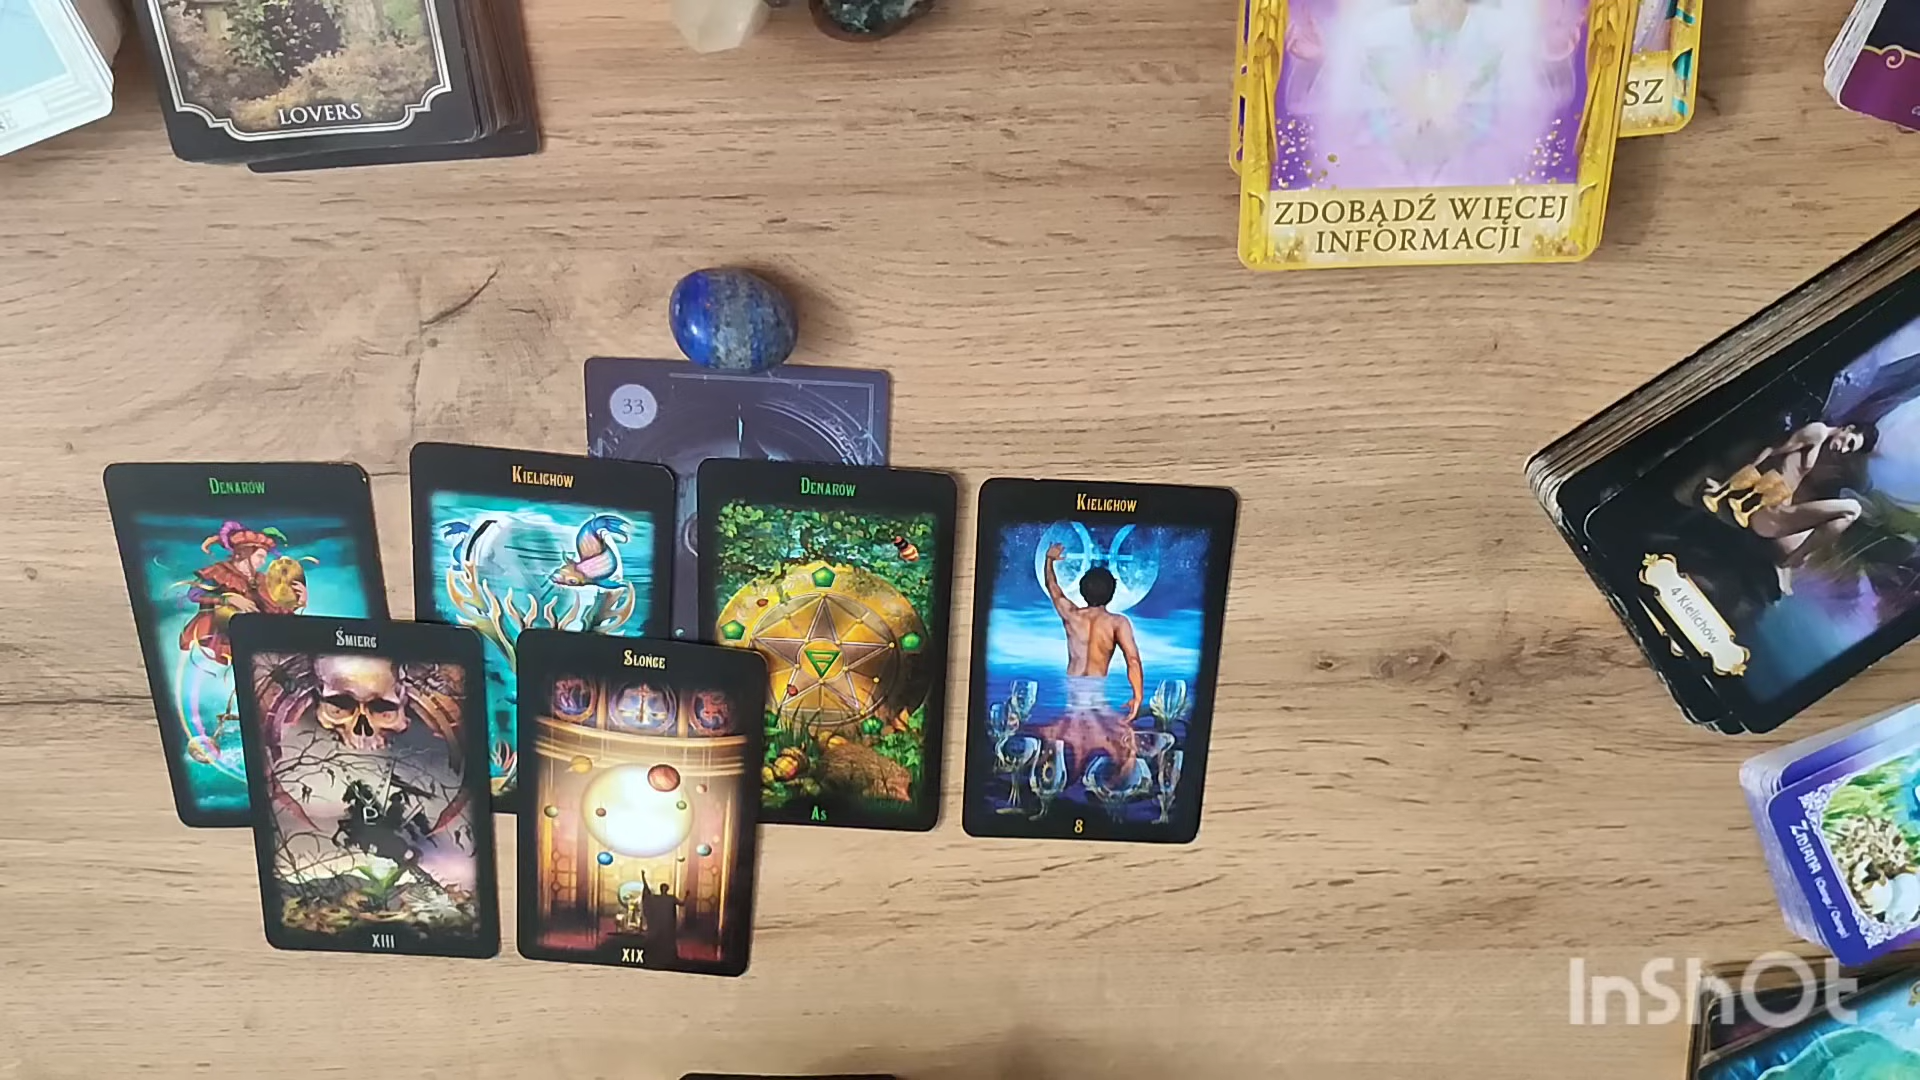 LOVERS
SZ
ZDOBĄDŹ WIĘCEJ
INFORMACJI
33
DENARÓW
KIELICHÓW
DENARÓW
KIELICHÓW
4 Kielichów
ŚMIERĆ
SŁOŃCE
AS
8
ZMIANA
XIII
XIX
InShOt